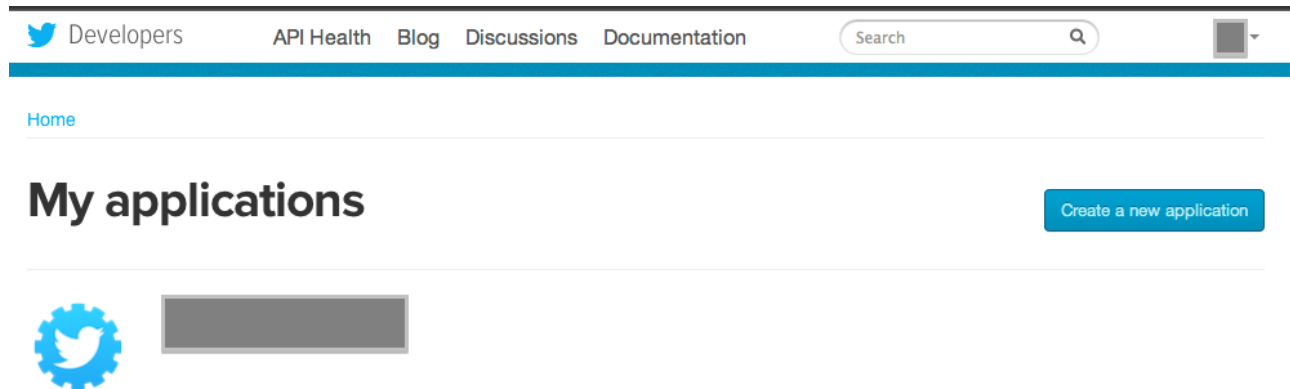 Developers API Health Blog Discussions Documentation Search
Home
My applications Create a new application